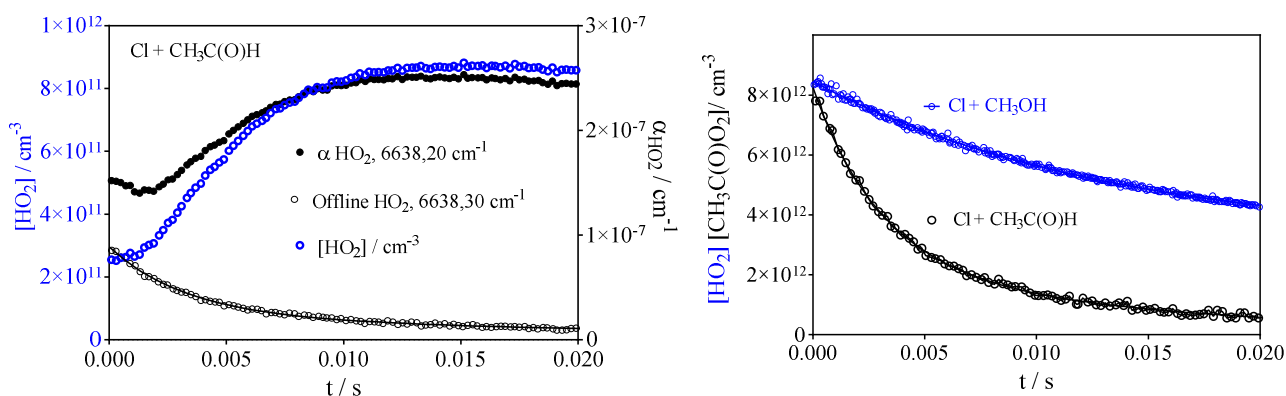 1×10¹²
8×10¹¹
6×10¹¹
4×10¹¹
2×10¹¹
0
[HO₂] / cm⁻³
Cl + CH₃C(O)H
α HO₂, 6638,20 cm⁻¹
Offline HO₂, 6638,30 cm⁻¹
[HO₂] / cm⁻³
3×10⁻⁷
2×10⁻⁷
1×10⁻⁷
0
α_HO2 / cm⁻¹
0.000 0.005 0.010 0.015 0.020
t / s
[HO₂] [CH₃C(O)O₂]/ cm⁻³
8×10¹²
6×10¹²
4×10¹²
2×10¹²
0
Cl + CH₃OH
Cl + CH₃C(O)H
0.000 0.005 0.010 0.015 0.020
t / s